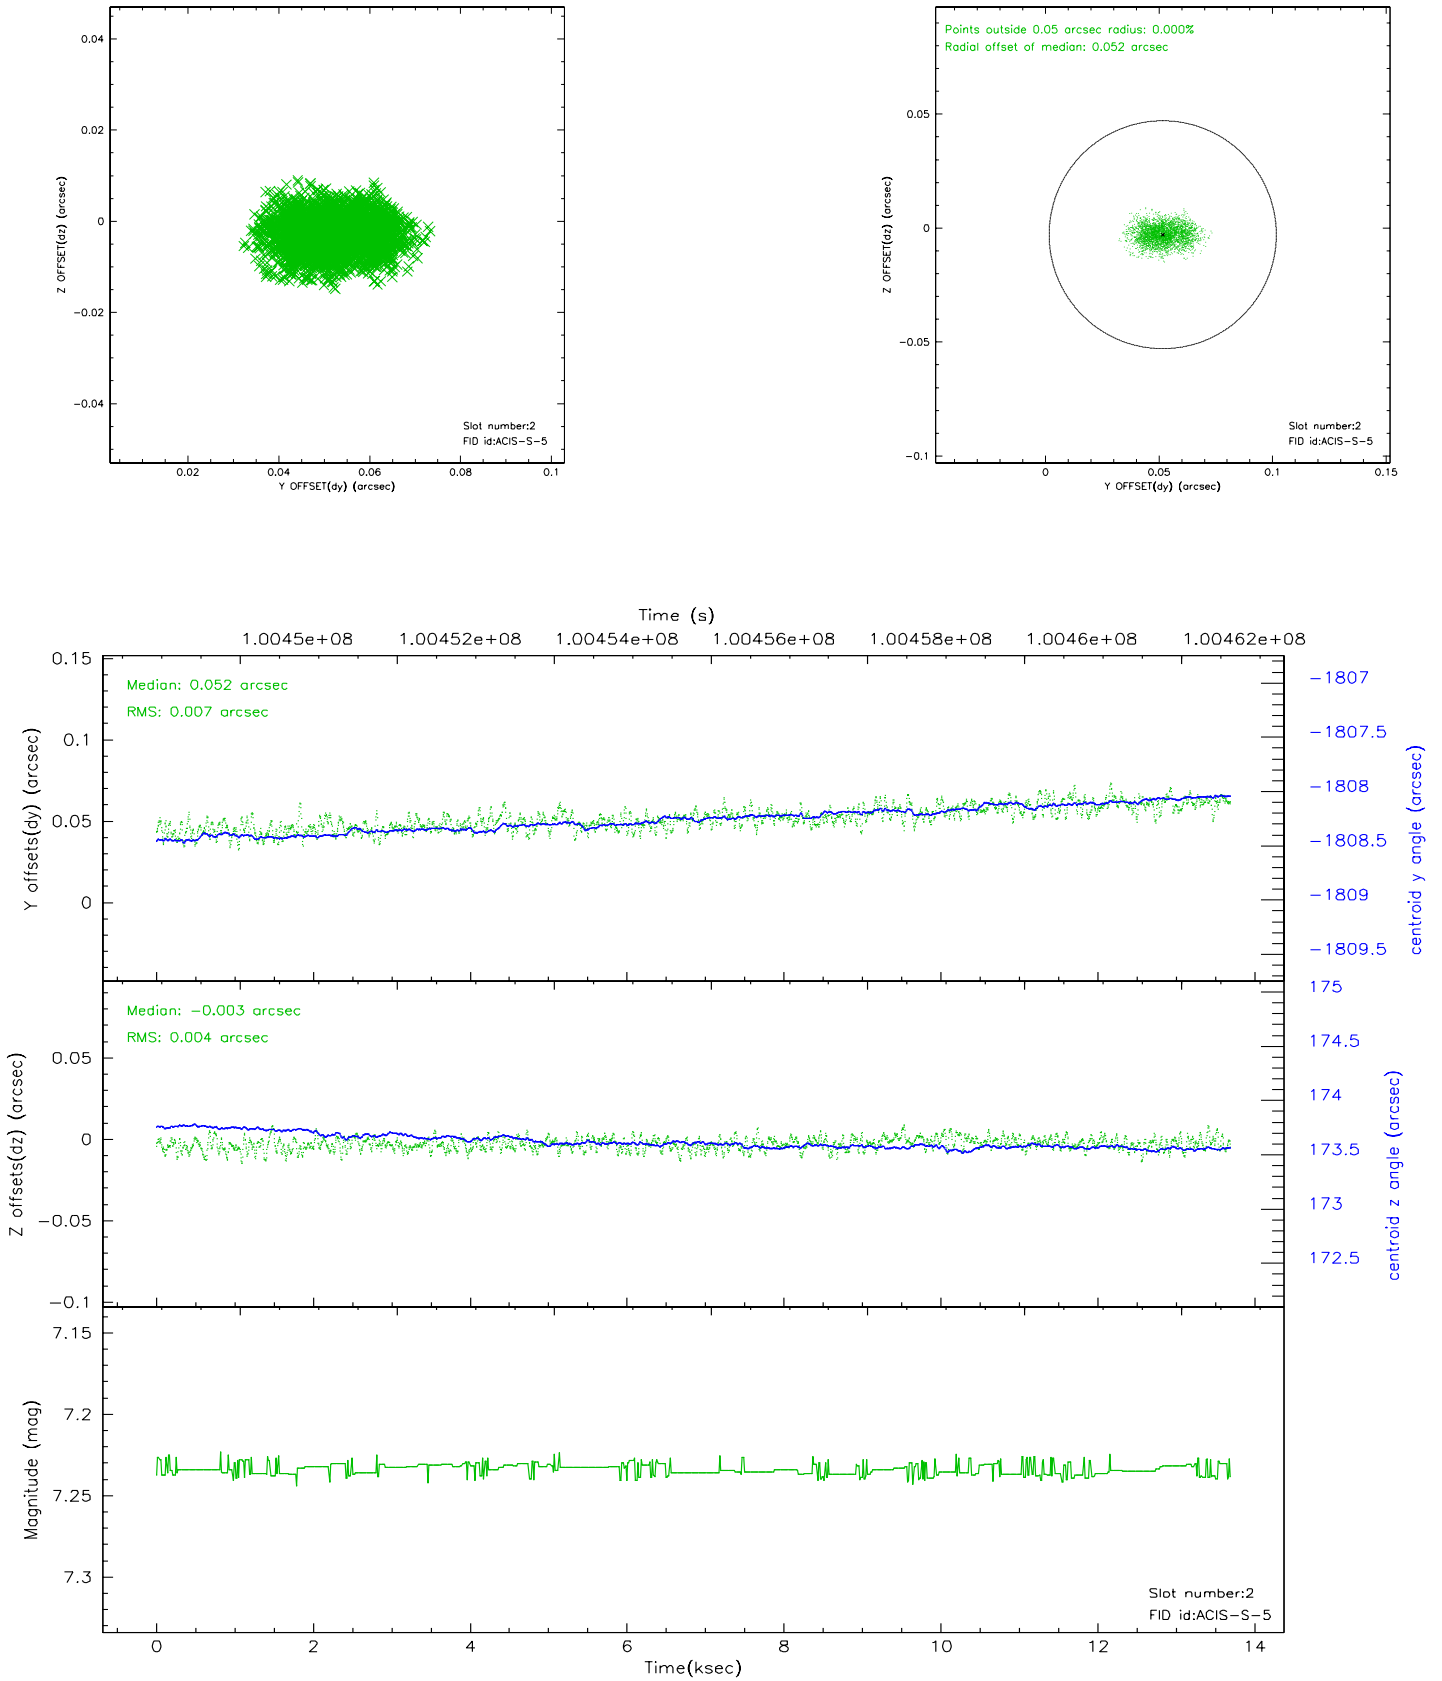 0.04
0.02
0
−0.02
−0.04
Z OFFSET(dz) (arcsec)
Slot number:2
FID id:ACIS−S−5
0.02 0.04 0.06 0.08 0.1
Y OFFSET(dy) (arcsec)
Points outside 0.05 arcsec radius: 0.000%
Radial offset of median: 0.052 arcsec
0.05
0
−0.05
−0.1
Z OFFSET(dz) (arcsec)
Slot number:2
FID id:ACIS−S−5
0 0.05 0.1 0.15
Y OFFSET(dy) (arcsec)
Time (s)
1.0045e+08 1.00452e+08 1.00454e+08 1.00456e+08 1.00458e+08 1.0046e+08 1.00462e+08
0.15
0.1
0.05
0
Y offsets(dy) (arcsec)
Median: 0.052 arcsec
RMS: 0.007 arcsec
−1807
−1807.5
−1808
−1808.5
−1809
−1809.5
centroid y angle (arcsec)
0.05
0
−0.05
−0.1
Z offsets(dz) (arcsec)
Median: −0.003 arcsec
RMS: 0.004 arcsec
175
174.5
174
173.5
173
172.5
centroid z angle (arcsec)
7.15
7.2
7.25
7.3
Magnitude (mag)
Slot number:2
FID id:ACIS−S−5
0 2 4 6 8 10 12 14
Time(ksec)